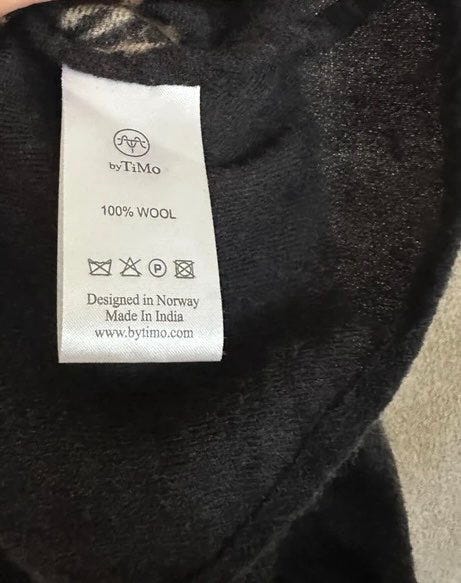 byTiMo
100% WOOL
P
Designed in Norway
Made In India
www.bytimo.com